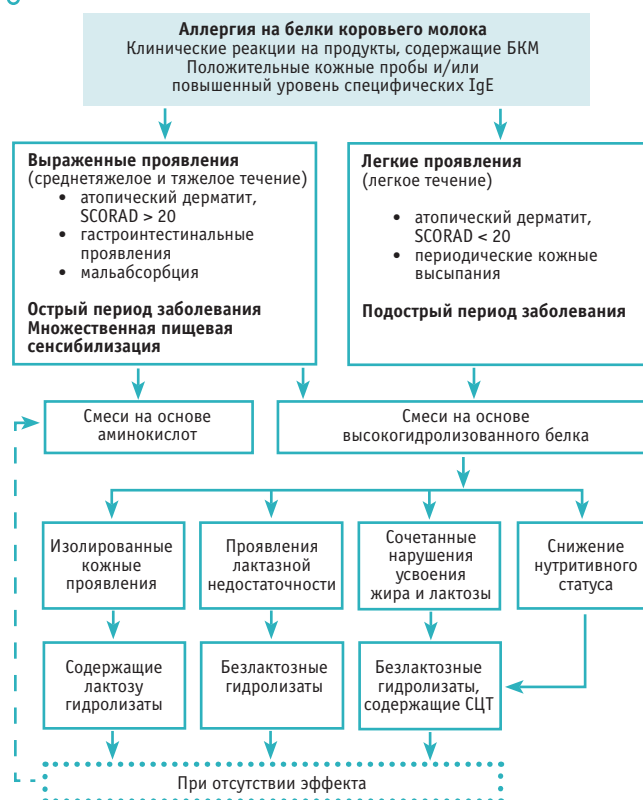 Аллергия на белки коровьего молока
Клинические реакции на продукты, содержащие БКМ
Положительные кожные пробы и/или
повышенный уровень специфических IgE
Выраженные проявления
(среднетяжелое и тяжелое течение)
• атопический дерматит,
SCORAD > 20
• гастроинтестинальные
проявления
• мальабсорбция
Острый период заболевания
Множественная пищевая
сенсибилизация
Легкие проявления
(легкое течение)
• атопический дерматит,
SCORAD < 20
• периодические кожные
высыпания
Подострый период заболевания
Смеси на основе
аминокислот
Смеси на основе
высокогидролизованного белка
Изолированные
кожные
проявления
Проявления
лактазной
недостаточности
Сочетанные
нарушения
усвоения
жира и лактозы
Снижение
нутритивного
статуса
Содержащие
лактозу
гидролизаты
Безлактозные
гидролизаты
Безлактозные
гидролизаты,
содержащие СЦТ
При отсутствии эффекта